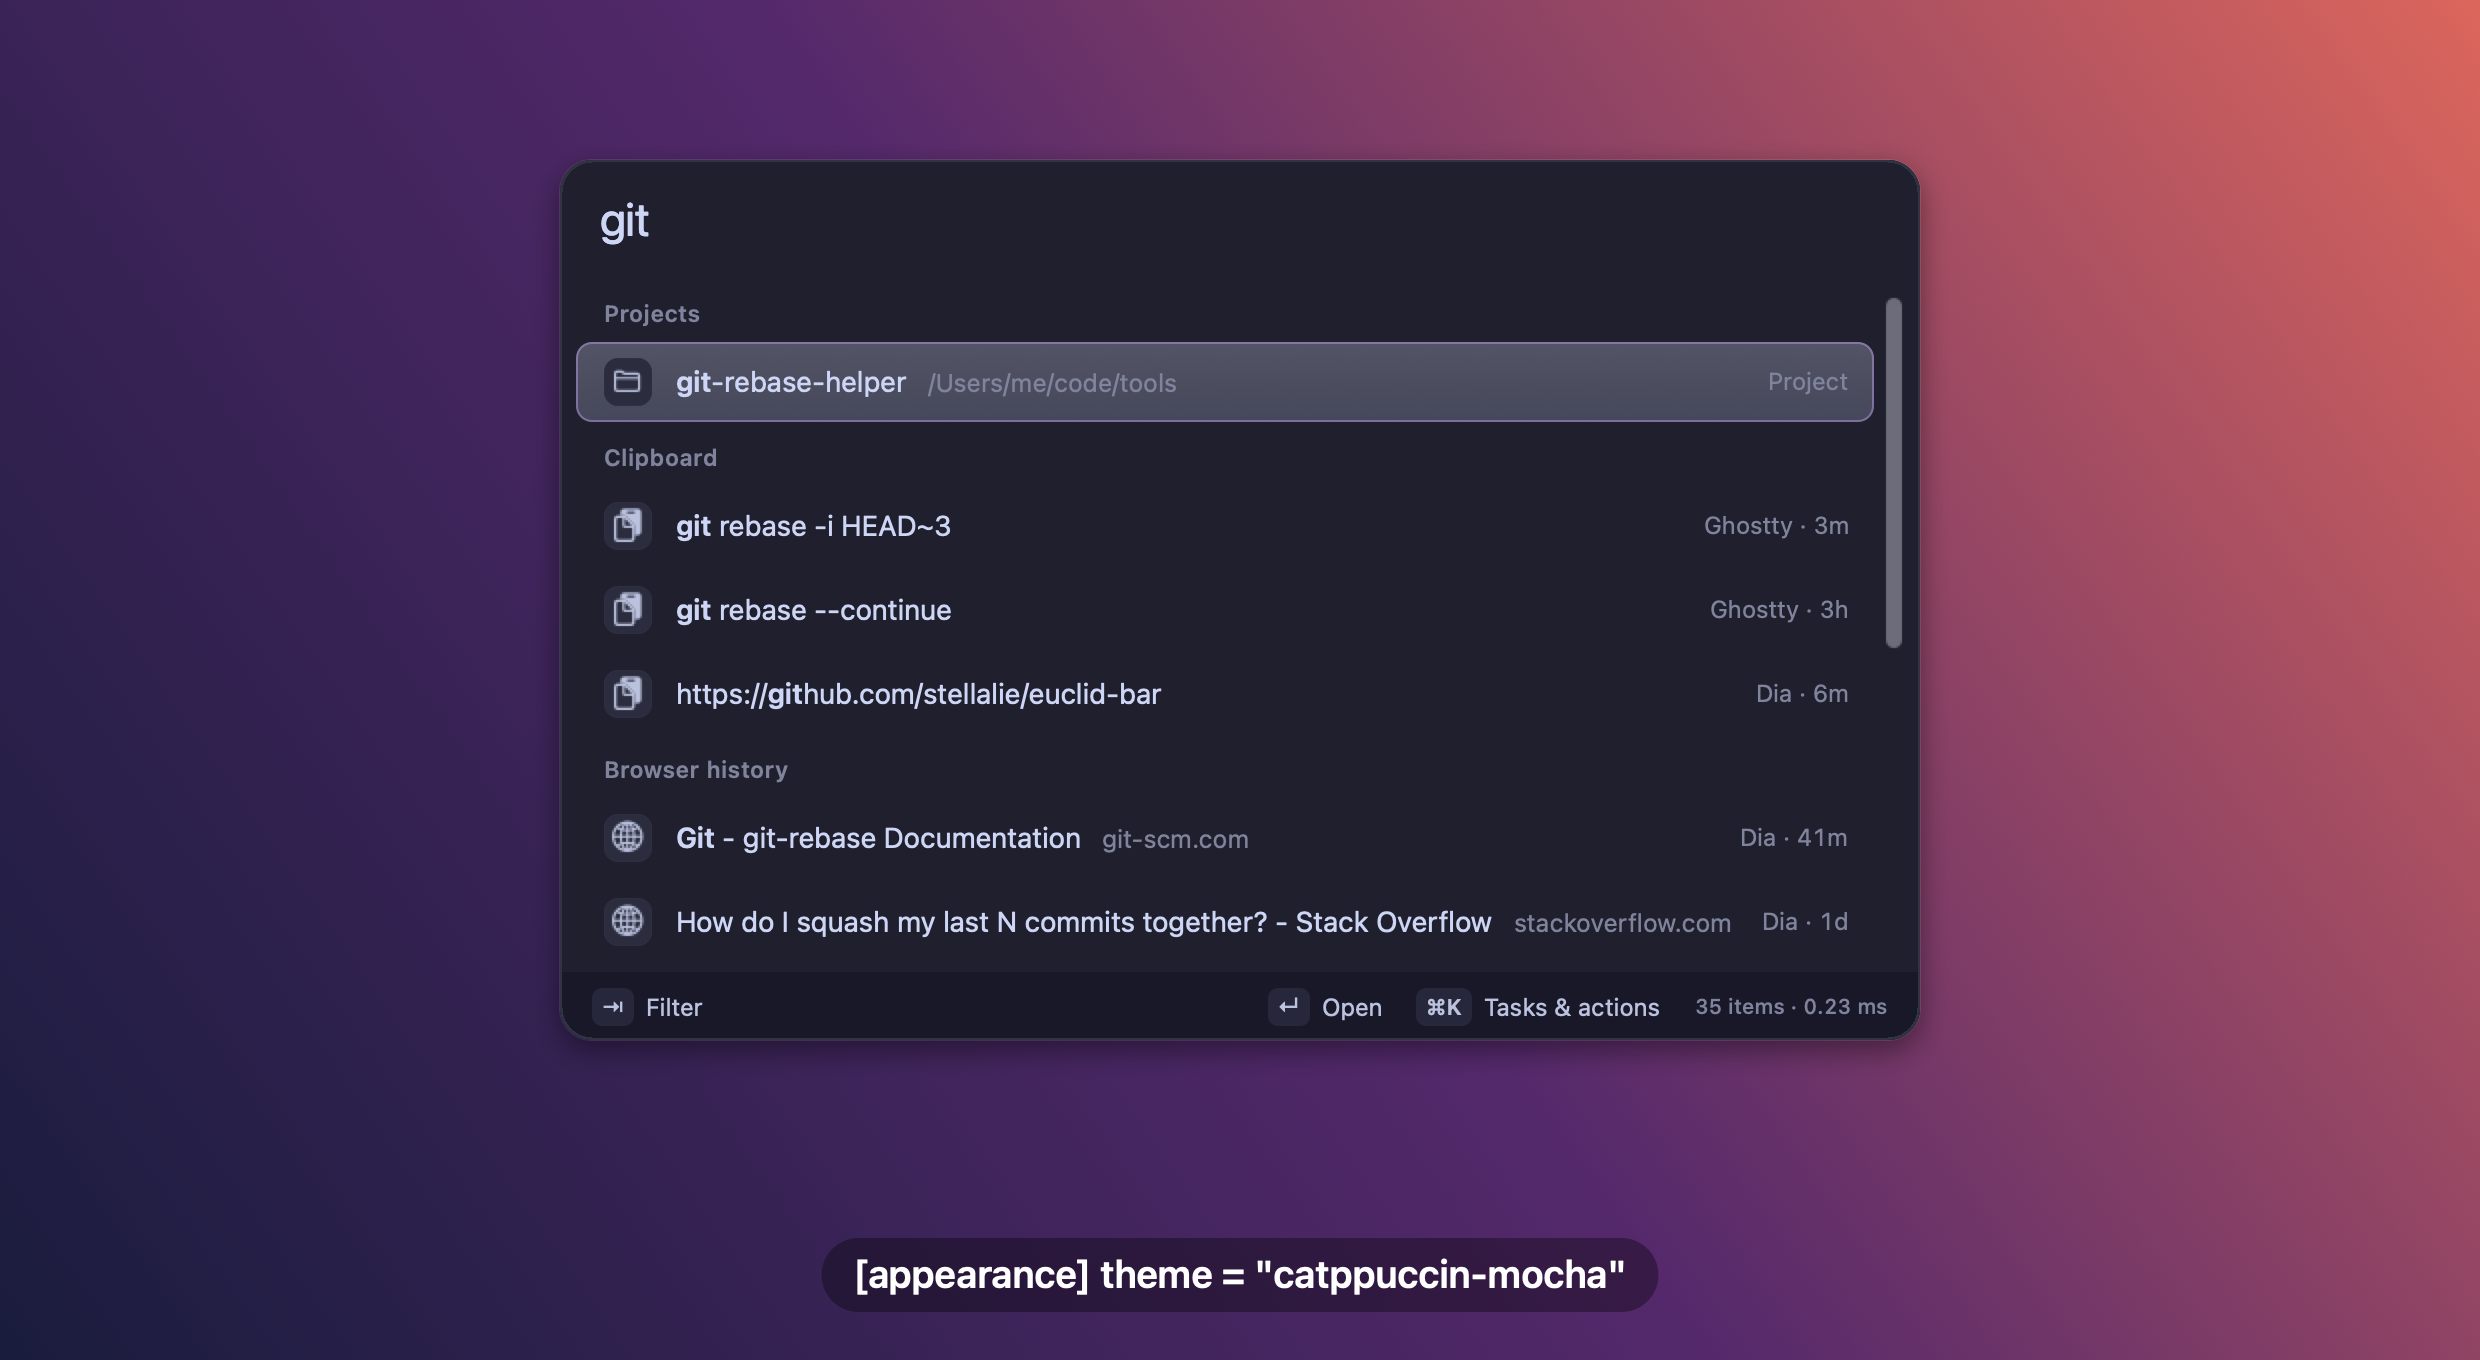 git
Projects
git-rebase-helper /Users/me/code/tools Project
Clipboard
git rebase -i HEAD~3 Ghostty · 3m
git rebase --continue Ghostty · 3h
https://github.com/stellalie/euclid-bar Dia · 6m
Browser history
Git - git-rebase Documentation git-scm.com Dia · 41m
How do I squash my last N commits together? - Stack Overflow stackoverflow.com Dia · 1d
⇥ Filter ↵ Open ⌘K Tasks & actions 35 items · 0.23 ms
[appearance] theme = "catppuccin-mocha"